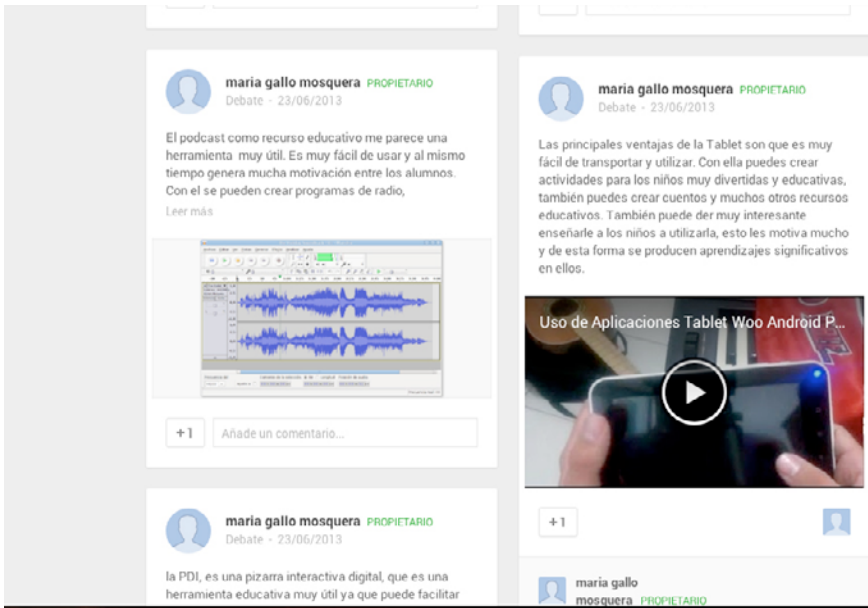 maria gallo mosquera PROPIETARIO
Debate - 23/06/2013
El podcast como recurso educativo me parece una
herramienta muy útil. Es muy fácil de usar y al mismo
tiempo genera mucha motivación entre los alumnos.
Con el se pueden crear programas de radio,
Leer más
+1
Añade un comentario...
maria gallo mosquera PROPIETARIO
Debate - 23/06/2013
la PDI, es una pizarra interactiva digital, que es una
herramienta educativa muy útil ya que puede facilitar
maria gallo mosquera PROPIETARIO
Debate - 23/06/2013
Las principales ventajas de la Tablet son que es muy
fácil de transportar y utilizar. Con ella puedes crear
actividades para los niños muy divertidas y educativas,
también puedes crear cuentos y muchos otros recursos
educativos. También puede der muy interesante
enseñarle a los niños a utilizarla, esto les motiva mucho
y de esta forma se producen aprendizajes significativos
en ellos.
Uso de Aplicaciones Tablet Woo Android P...
+1
maria gallo
mosquera PROPIETARIO